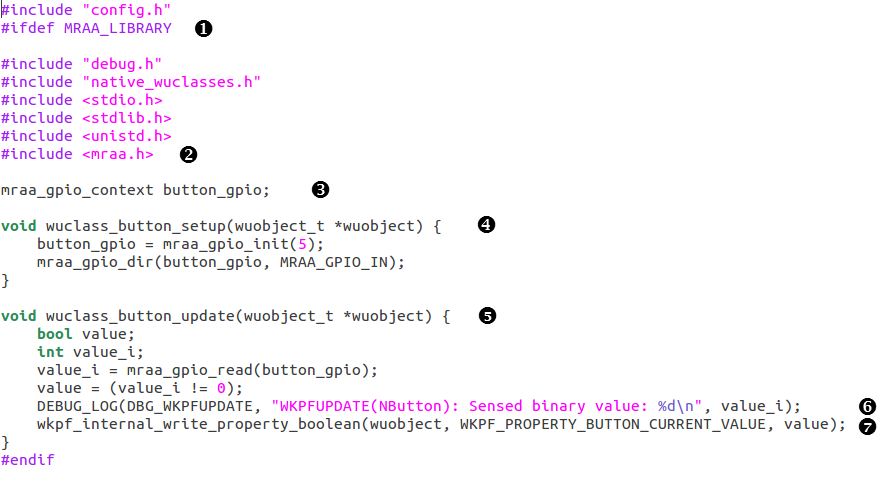 #include "config.h"
#ifdef MRAA_LIBRARY ❶
#include "debug.h"
#include "native_wuclasses.h"
#include <stdio.h>
#include <stdlib.h>
#include <unistd.h>
#include <mraa.h> ❷
mraa_gpio_context button_gpio; ❸
void wuclass_button_setup(wuobject_t *wuobject) { ❹
    button_gpio = mraa_gpio_init(5);
    mraa_gpio_dir(button_gpio, MRAA_GPIO_IN);
}
void wuclass_button_update(wuobject_t *wuobject) { ❺
    bool value;
    int value_i;
    value_i = mraa_gpio_read(button_gpio);
    value = (value_i != 0);
    DEBUG_LOG(DBG_WKPFUPDATE, "WKPFUPDATE(NButton): Sensed binary value: %d\n", value_i); ❻
    wkpf_internal_write_property_boolean(wuobject, WKPF_PROPERTY_BUTTON_CURRENT_VALUE, value); ❼
}
#endif